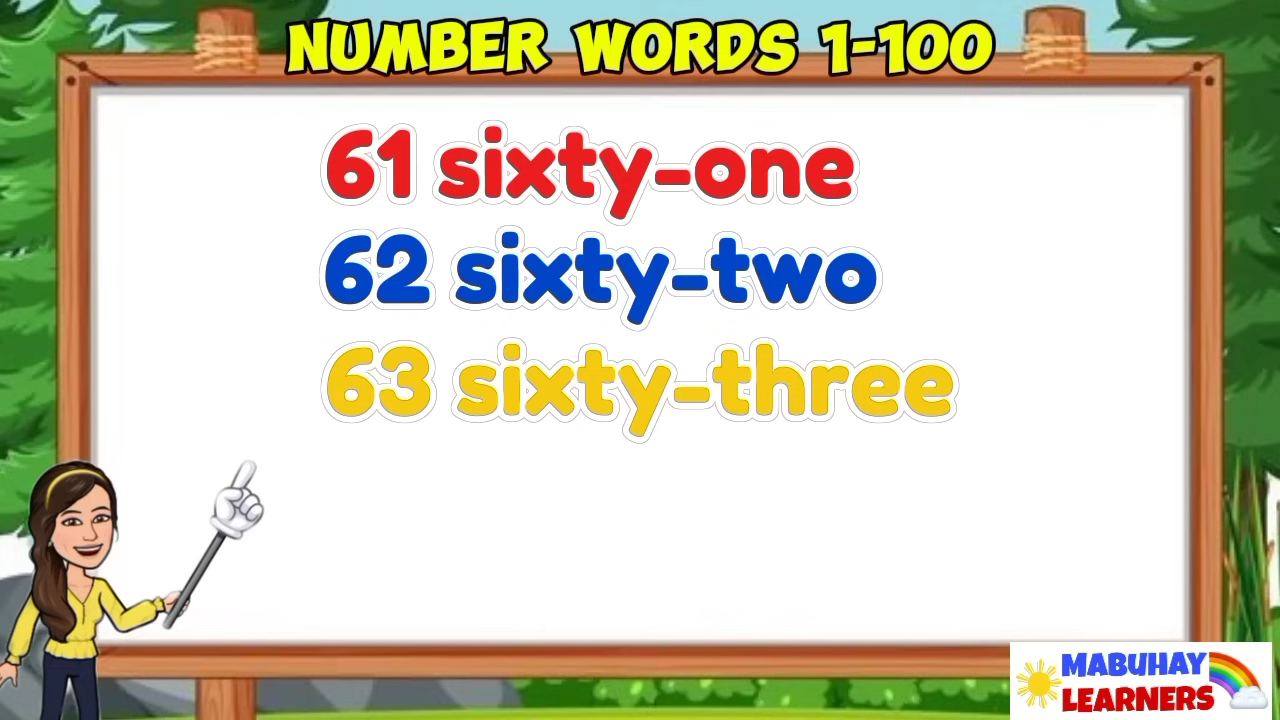 NUMBER WORDS 1-100
61 sixty-one
62 sixty-two
63 sixty-three
MABUHAY
LEARNERS